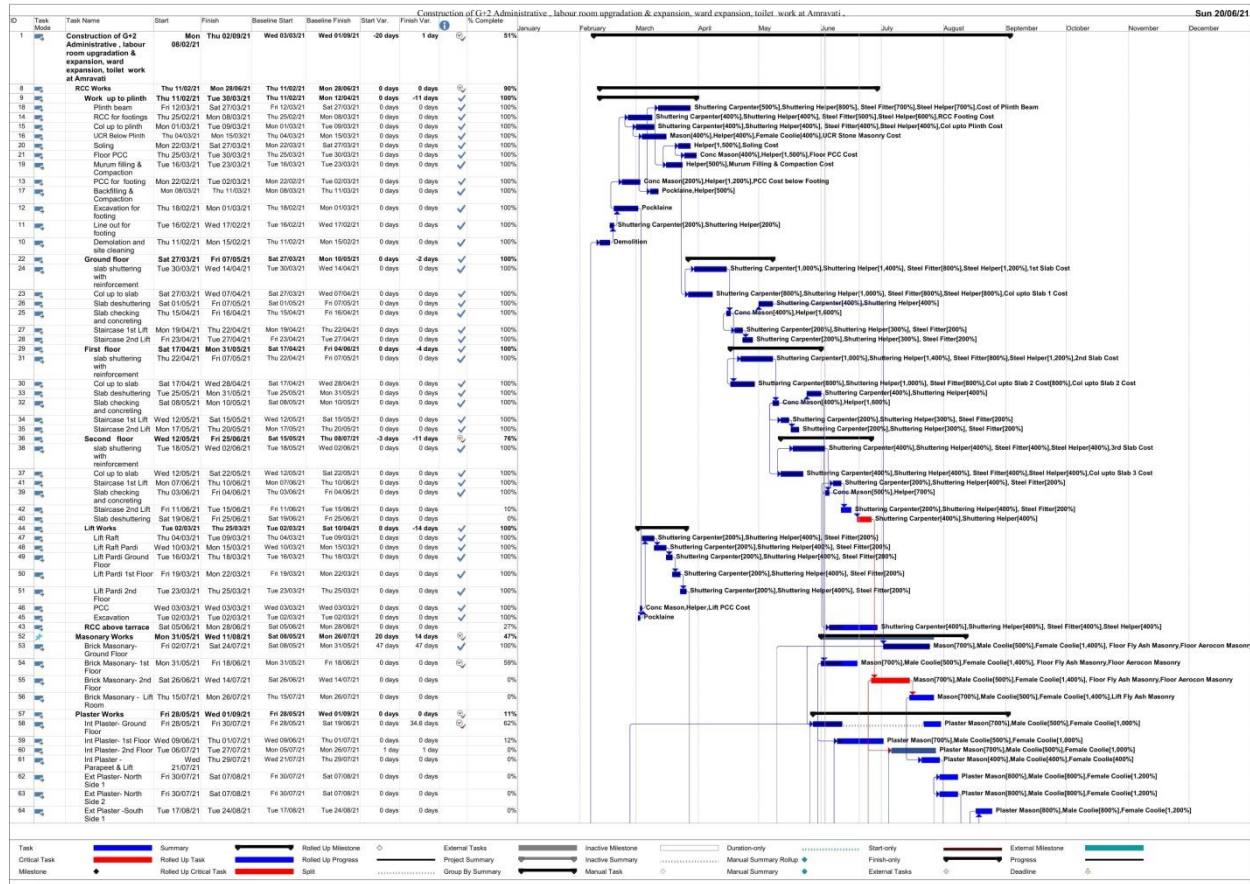 Construction of G+2 Administrative , labour room upgradation & expansion, ward expansion, toilet work at Amravati .
Sun 20/06/21
ID Task Mode Task Name Start Finish Baseline Start Baseline Finish Start Var. Finish Var. % Complete
January February March April May June July August September October November December
1 Construction of G+2 Administrative , labour room upgradation & expansion, ward expansion, toilet work at Amravati Mon 08/02/21 Thu 02/09/21 Wed 03/03/21 Wed 01/09/21 -20 days 1 day 51%
8 RCC Works Thu 11/02/21 Mon 28/06/21 Thu 11/02/21 Mon 28/06/21 0 days 0 days 90%
9 Work up to plinth Thu 11/02/21 Tue 30/03/21 Thu 11/02/21 Mon 12/04/21 0 days -11 days 100%
18 Plinth beam Fri 12/03/21 Sat 27/03/21 Fri 12/03/21 Sat 27/03/21 0 days 0 days 100% Shuttering Carpenter[500%],Shuttering Helper[800%], Steel Fitter[700%],Steel Helper[700%],Cost of Plinth Beam
14 RCC for footings Thu 25/02/21 Mon 08/03/21 Thu 25/02/21 Mon 08/03/21 0 days 0 days 100% Shuttering Carpenter[400%],Shuttering Helper[400%], Steel Fitter[500%],Steel Helper[600%],RCC Footing Cost
15 Col up to plinth Mon 01/03/21 Tue 09/03/21 Mon 01/03/21 Tue 09/03/21 0 days 0 days 100% Shuttering Carpenter[400%],Shuttering Helper[400%], Steel Fitter[400%],Steel Helper[400%],Col upto Plinth Cost
16 UCR Below Plinth Thu 04/03/21 Mon 15/03/21 Thu 04/03/21 Mon 15/03/21 0 days 0 days 100% Mason[400%],Helper[400%],Female Coolie[400%],UCR Stone Masonry Cost
20 Soling Mon 22/03/21 Sat 27/03/21 Mon 22/03/21 Sat 27/03/21 0 days 0 days 100% Helper[1,500%],Soling Cost
21 Floor PCC Thu 25/03/21 Tue 30/03/21 Thu 25/03/21 Tue 30/03/21 0 days 0 days 100% Conc Mason[400%],Helper[1,500%],Floor PCC Cost
19 Murum filling & Compaction Tue 16/03/21 Tue 23/03/21 Tue 16/03/21 Tue 23/03/21 0 days 0 days 100% Helper[500%],Murum Filling & Compaction Cost
13 PCC for footing Mon 22/02/21 Tue 02/03/21 Mon 22/02/21 Tue 02/03/21 0 days 0 days 100% Conc Mason[200%],Helper[1,200%],PCC Cost below Footing
17 Backfilling & Compaction Mon 08/03/21 Thu 11/03/21 Mon 08/03/21 Thu 11/03/21 0 days 0 days 100% Pocklaine,Helper[500%]
12 Excavation for footing Thu 18/02/21 Mon 01/03/21 Thu 18/02/21 Mon 01/03/21 0 days 0 days 100% Pocklaine
11 Line out for footing Tue 16/02/21 Wed 17/02/21 Tue 16/02/21 Wed 17/02/21 0 days 0 days 100% Shuttering Carpenter[200%],Shuttering Helper[200%]
10 Demolation and site cleaning Thu 11/02/21 Mon 15/02/21 Thu 11/02/21 Mon 15/02/21 0 days 0 days 100% Demolition
22 Ground floor Sat 27/03/21 Fri 07/05/21 Sat 27/03/21 Mon 10/05/21 0 days -2 days 100%
24 slab shuttering with reinforcement Tue 30/03/21 Wed 14/04/21 Tue 30/03/21 Wed 14/04/21 0 days 0 days 100% Shuttering Carpenter[1,000%],Shuttering Helper[1,400%], Steel Fitter[800%],Steel Helper[1,200%],1st Slab Cost
23 Col up to slab Sat 27/03/21 Wed 07/04/21 Sat 27/03/21 Wed 07/04/21 0 days 0 days 100% Shuttering Carpenter[800%],Shuttering Helper[1,000%], Steel Fitter[800%],Steel Helper[800%],Col upto Slab 1 Cost
26 Slab deshuttering Sat 01/05/21 Fri 07/05/21 Sat 01/05/21 Fri 07/05/21 0 days 0 days 100% Shuttering Carpenter[400%],Shuttering Helper[400%]
25 Slab checking and concreting Thu 15/04/21 Fri 16/04/21 Thu 15/04/21 Fri 16/04/21 0 days 0 days 100% Conc Mason[400%],Helper[1,600%]
27 Staircase 1st Lift Mon 19/04/21 Thu 22/04/21 Mon 19/04/21 Thu 22/04/21 0 days 0 days 100% Shuttering Carpenter[200%],Shuttering Helper[300%], Steel Fitter[200%]
28 Staircase 2nd Lift Fri 23/04/21 Tue 27/04/21 Fri 23/04/21 Tue 27/04/21 0 days 0 days 100% Shuttering Carpenter[200%],Shuttering Helper[300%], Steel Fitter[200%]
29 First floor Sat 17/04/21 Mon 31/05/21 Sat 17/04/21 Fri 04/06/21 0 days -4 days 100%
31 slab shuttering with reinforcement Thu 22/04/21 Fri 07/05/21 Thu 22/04/21 Fri 07/05/21 0 days 0 days 100% Shuttering Carpenter[1,000%],Shuttering Helper[1,400%], Steel Fitter[800%],Steel Helper[1,200%],2nd Slab Cost
30 Col up to slab Sat 17/04/21 Wed 28/04/21 Sat 17/04/21 Wed 28/04/21 0 days 0 days 100% Shuttering Carpenter[800%],Shuttering Helper[1,000%], Steel Fitter[800%],Col upto Slab 2 Cost[800%],Col upto Slab 2 Cost
33 Slab deshuttering Tue 25/05/21 Mon 31/05/21 Tue 25/05/21 Mon 31/05/21 0 days 0 days 100% Shuttering Carpenter[400%],Shuttering Helper[400%]
32 Slab checking and concreting Sat 08/05/21 Mon 10/05/21 Sat 08/05/21 Mon 10/05/21 0 days 0 days 100% Conc Mason[400%],Helper[1,600%]
34 Staircase 1st Lift Wed 12/05/21 Sat 15/05/21 Wed 12/05/21 Sat 15/05/21 0 days 0 days 100% Shuttering Carpenter[200%],Shuttering Helper[300%], Steel Fitter[200%]
35 Staircase 2nd Lift Mon 17/05/21 Thu 20/05/21 Mon 17/05/21 Thu 20/05/21 0 days 0 days 100% Shuttering Carpenter[200%],Shuttering Helper[300%], Steel Fitter[200%]
36 Second floor Wed 12/05/21 Fri 25/06/21 Sat 15/05/21 Thu 08/07/21 -3 days -11 days 76%
38 slab shuttering with reinforcement Tue 18/05/21 Wed 02/06/21 Tue 18/05/21 Wed 02/06/21 0 days 0 days 100% Shuttering Carpenter[400%],Shuttering Helper[400%], Steel Fitter[400%],Steel Helper[400%],3rd Slab Cost
37 Col up to slab Wed 12/05/21 Sat 22/05/21 Wed 12/05/21 Sat 22/05/21 0 days 0 days 100% Shuttering Carpenter[400%],Shuttering Helper[400%], Steel Fitter[400%],Steel Helper[400%],Col upto Slab 3 Cost
41 Staircase 1st Lift Mon 07/06/21 Thu 10/06/21 Mon 07/06/21 Thu 10/06/21 0 days 0 days 100% Shuttering Carpenter[200%],Shuttering Helper[400%], Steel Fitter[200%]
39 Slab checking and concreting Thu 03/06/21 Fri 04/06/21 Thu 03/06/21 Fri 04/06/21 0 days 0 days 100% Conc Mason[500%],Helper[700%]
42 Staircase 2nd Lift Fri 11/06/21 Tue 15/06/21 Fri 11/06/21 Tue 15/06/21 0 days 0 days 10% Shuttering Carpenter[200%],Shuttering Helper[400%], Steel Fitter[200%]
40 Slab deshuttering Sat 19/06/21 Fri 25/06/21 Sat 19/06/21 Fri 25/06/21 0 days 0 days 0% Shuttering Carpenter[400%],Shuttering Helper[400%]
44 Lift Works Tue 02/03/21 Thu 25/03/21 Tue 02/03/21 Sat 10/04/21 0 days -14 days 100%
47 Lift Raft Thu 04/03/21 Tue 09/03/21 Thu 04/03/21 Tue 09/03/21 0 days 0 days 100% Shuttering Carpenter[200%],Shuttering Helper[400%], Steel Fitter[200%]
48 Lift Raft Pardi Wed 10/03/21 Mon 15/03/21 Wed 10/03/21 Mon 15/03/21 0 days 0 days 100% Shuttering Carpenter[200%],Shuttering Helper[400%], Steel Fitter[200%]
49 Lift Pardi Ground Floor Tue 16/03/21 Thu 18/03/21 Tue 16/03/21 Thu 18/03/21 0 days 0 days 100% Shuttering Carpenter[200%],Shuttering Helper[400%], Steel Fitter[200%]
50 Lift Pardi 1st Floor Fri 19/03/21 Mon 22/03/21 Fri 19/03/21 Mon 22/03/21 0 days 0 days 100% Shuttering Carpenter[200%],Shuttering Helper[400%], Steel Fitter[200%]
51 Lift Pardi 2nd Floor Tue 23/03/21 Thu 25/03/21 Tue 23/03/21 Thu 25/03/21 0 days 0 days 100% Shuttering Carpenter[200%],Shuttering Helper[400%], Steel Fitter[200%]
46 PCC Wed 03/03/21 Wed 03/03/21 Wed 03/03/21 Wed 03/03/21 0 days 0 days 100% Conc Mason,Helper,Lift PCC Cost
45 Excavation Tue 02/03/21 Tue 02/03/21 Tue 02/03/21 Tue 02/03/21 0 days 0 days 100% Pocklaine
43 RCC above tarrace Sat 05/06/21 Mon 28/06/21 Sat 05/06/21 Mon 28/06/21 0 days 0 days 27% Shuttering Carpenter[400%],Shuttering Helper[400%], Steel Fitter[400%],Steel Helper[400%]
52 Masonary Works Mon 31/05/21 Wed 11/08/21 Sat 08/05/21 Mon 26/07/21 20 days 14 days 47%
53 Brick Masonary- Ground Floor Fri 02/07/21 Sat 24/07/21 Sat 08/05/21 Mon 31/05/21 47 days 47 days 100% Mason[700%],Male Coolie[500%],Female Coolie[1,400%], Floor Fly Ash Masonry,Floor Aerocon Masonry
54 Brick Masonary- 1st Floor Mon 31/05/21 Fri 18/06/21 Mon 31/05/21 Fri 18/06/21 0 days 0 days 59% Mason[700%],Male Coolie[500%],Female Coolie[1,400%], Floor Fly Ash Masonry,Floor Aerocon Masonry
55 Brick Masonary- 2nd Floor Sat 26/06/21 Wed 14/07/21 Sat 26/06/21 Wed 14/07/21 0 days 0 days 0% Mason[700%],Male Coolie[500%],Female Coolie[1,400%], Floor Fly Ash Masonry,Floor Aerocon Masonry
56 Brick Masonary - Lift Room Thu 15/07/21 Mon 26/07/21 Thu 15/07/21 Mon 26/07/21 0 days 0 days 0% Mason[700%],Male Coolie[500%],Female Coolie[1,400%],Lift Fly Ash Masonry
57 Plaster Works Fri 28/05/21 Wed 01/09/21 Fri 28/05/21 Wed 01/09/21 0 days 0 days 11%
58 Int Plaster- Ground Floor Fri 28/05/21 Fri 30/07/21 Fri 28/05/21 Sat 19/06/21 0 days 34.6 days 62% Plaster Mason[700%],Male Coolie[500%],Female Coolie[1,000%]
59 Int Plaster- 1st Floor Wed 09/06/21 Thu 01/07/21 Wed 09/06/21 Thu 01/07/21 0 days 0 days 12% Plaster Mason[700%],Male Coolie[500%],Female Coolie[1,000%]
60 Int Plaster- 2nd Floor Tue 06/07/21 Tue 27/07/21 Mon 05/07/21 Mon 26/07/21 1 day 1 day 0% Plaster Mason[700%],Male Coolie[500%],Female Coolie[1,000%]
61 Int Plaster - Parapeet & Lift Wed 21/07/21 Thu 29/07/21 Wed 21/07/21 Thu 29/07/21 0 days 0 days 0% Plaster Mason[400%],Male Coolie[400%],Female Coolie[400%]
62 Ext Plaster- North Side 1 Fri 30/07/21 Sat 07/08/21 Fri 30/07/21 Sat 07/08/21 0 days 0 days 0% Plaster Mason[800%],Male Coolie[800%],Female Coolie[1,200%]
63 Ext Plaster- North Side 2 Fri 30/07/21 Sat 07/08/21 Fri 30/07/21 Sat 07/08/21 0 days 0 days 0% Plaster Mason[800%],Male Coolie[800%],Female Coolie[1,200%]
64 Ext Plaster -South Side 1 Tue 17/08/21 Tue 24/08/21 Tue 17/08/21 Tue 24/08/21 0 days 0 days 0% Plaster Mason[800%],Male Coolie[800%],Female Coolie[1,200%]
Task Summary Rolled Up Milestone External Tasks Inactive Milestone Duration-only Start-only External Milestone
Critical Task Rolled Up Task Rolled Up Progress Project Summary Inactive Summary Manual Summary Rollup Finish-only Progress
Milestone Rolled Up Critical Task Split Group By Summary Manual Task Manual Summary External Tasks Deadline